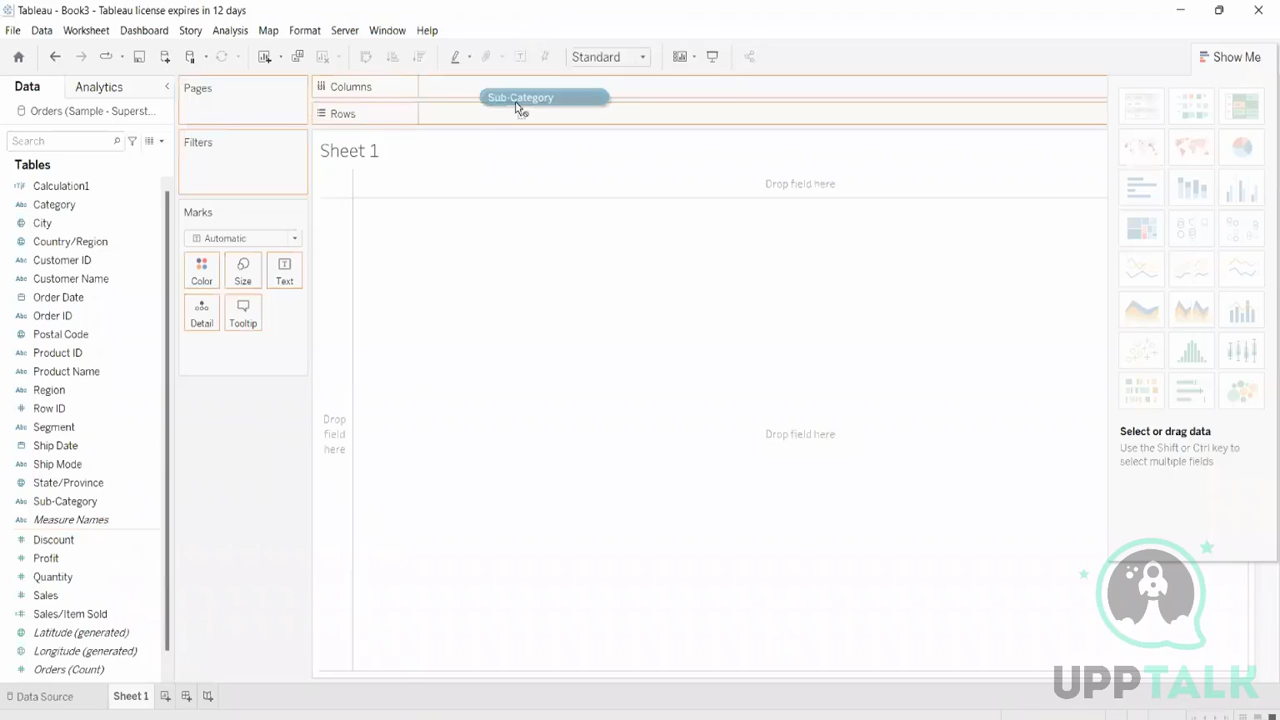 Tableau - Book3 - Tableau license expires in 12 days
File Data Worksheet Dashboard Story Analysis Map Format Server Window Help
Standard
Show Me
Data Analytics
Pages
Columns
Sub-Category
Rows
Orders (Sample - Superst...
Search
Filters
Sheet 1
Tables
Calculation1
Category
City
Country/Region
Customer ID
Customer Name
Order Date
Order ID
Postal Code
Product ID
Product Name
Region
Row ID
Segment
Ship Date
Ship Mode
State/Province
Sub-Category
Measure Names
Discount
Profit
Quantity
Sales
Sales/Item Sold
Latitude (generated)
Longitude (generated)
Orders (Count)
Marks
Automatic
Color Size Text
Detail Tooltip
Drop field here
Drop
field
here
Drop field here
Select or drag data
Use the Shift or Ctrl key to
select multiple fields
UPPTALK
Data Source Sheet 1